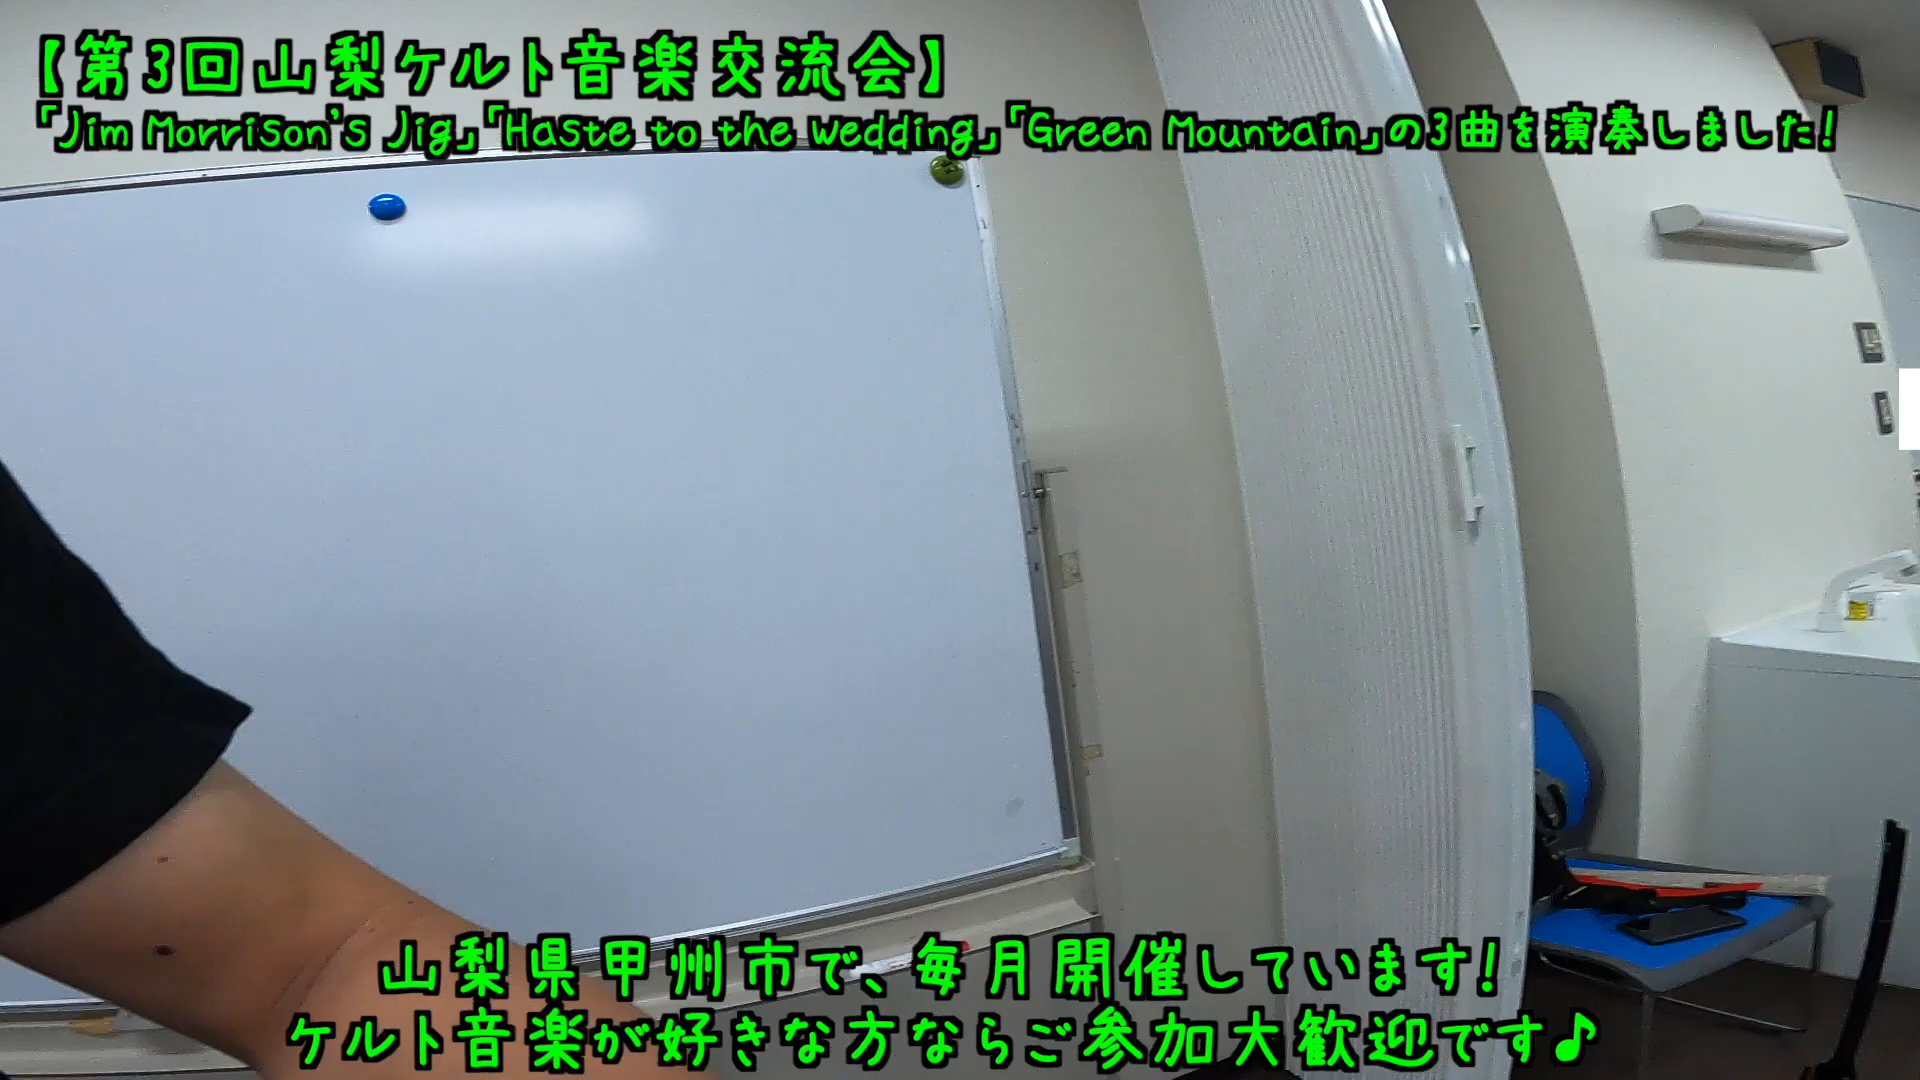 【第3回山梨ケルト音楽交流会】
「Jim Morrison's Jig」「Haste to the wedding」「Green Mountain」の3曲を演奏しました!
山梨県甲州市で、毎月開催しています!
ケルト音楽が好きな方ならご参加大歓迎です♪